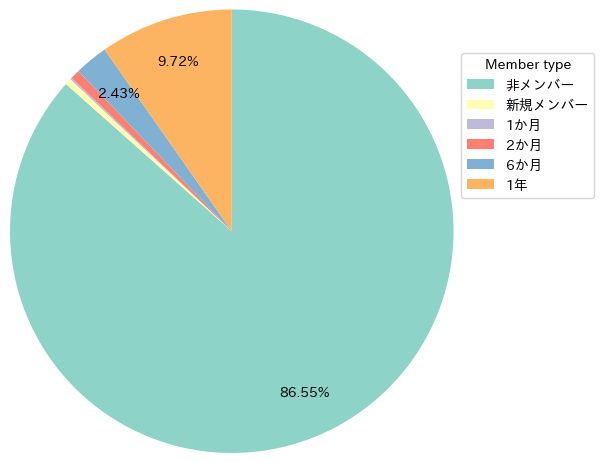 9.72%
2.43%
86.55%
Member type
非メンバー
新規メンバー
1か月
2か月
6か月
1年